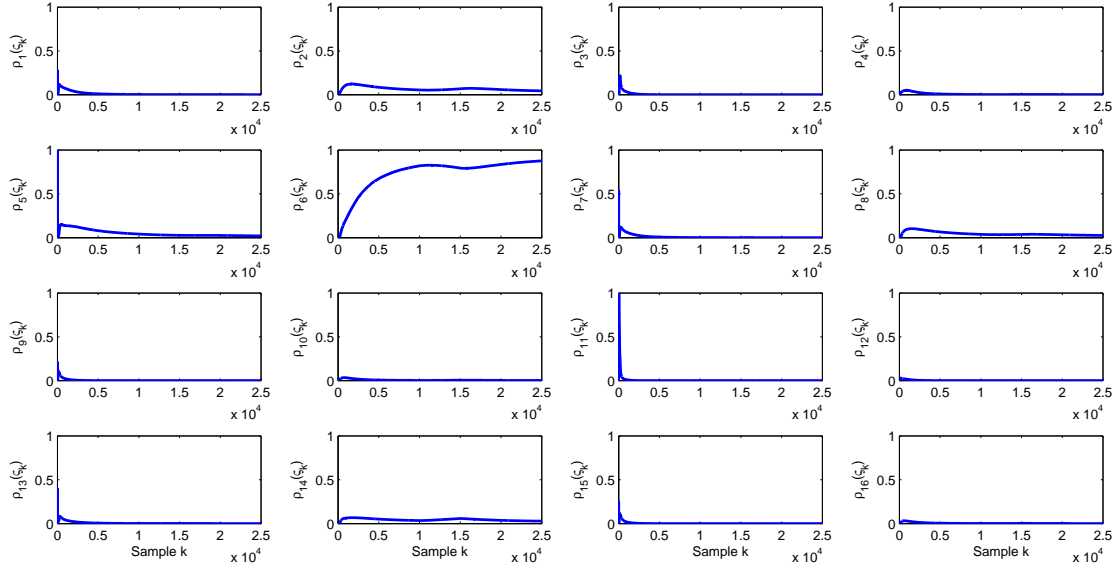 1 1 1 1
ρ1(ςk) 0.5 ρ2(ςk) 0.5 ρ3(ςk) 0.5 ρ4(ςk) 0.5
0 0 0 0
0 0.5 1 1.5 2 2.5 0 0.5 1 1.5 2 2.5 0 0.5 1 1.5 2 2.5 0 0.5 1 1.5 2 2.5
x 10^4 x 10^4 x 10^4 x 10^4
1 1 1 1
ρ5(ςk) 0.5 ρ6(ςk) 0.5 ρ7(ςk) 0.5 ρ8(ςk) 0.5
0 0 0 0
0 0.5 1 1.5 2 2.5 0 0.5 1 1.5 2 2.5 0 0.5 1 1.5 2 2.5 0 0.5 1 1.5 2 2.5
x 10^4 x 10^4 x 10^4 x 10^4
1 1 1 1
ρ9(ςk) 0.5 ρ10(ςk) 0.5 ρ11(ςk) 0.5 ρ12(ςk) 0.5
0 0 0 0
0 0.5 1 1.5 2 2.5 0 0.5 1 1.5 2 2.5 0 0.5 1 1.5 2 2.5 0 0.5 1 1.5 2 2.5
x 10^4 x 10^4 x 10^4 x 10^4
1 1 1 1
ρ13(ςk) 0.5 ρ14(ςk) 0.5 ρ15(ςk) 0.5 ρ16(ςk) 0.5
0 0 0 0
0 0.5 1 1.5 2 2.5 0 0.5 1 1.5 2 2.5 0 0.5 1 1.5 2 2.5 0 0.5 1 1.5 2 2.5
Sample k x 10^4 Sample k x 10^4 Sample k x 10^4 Sample k x 10^4